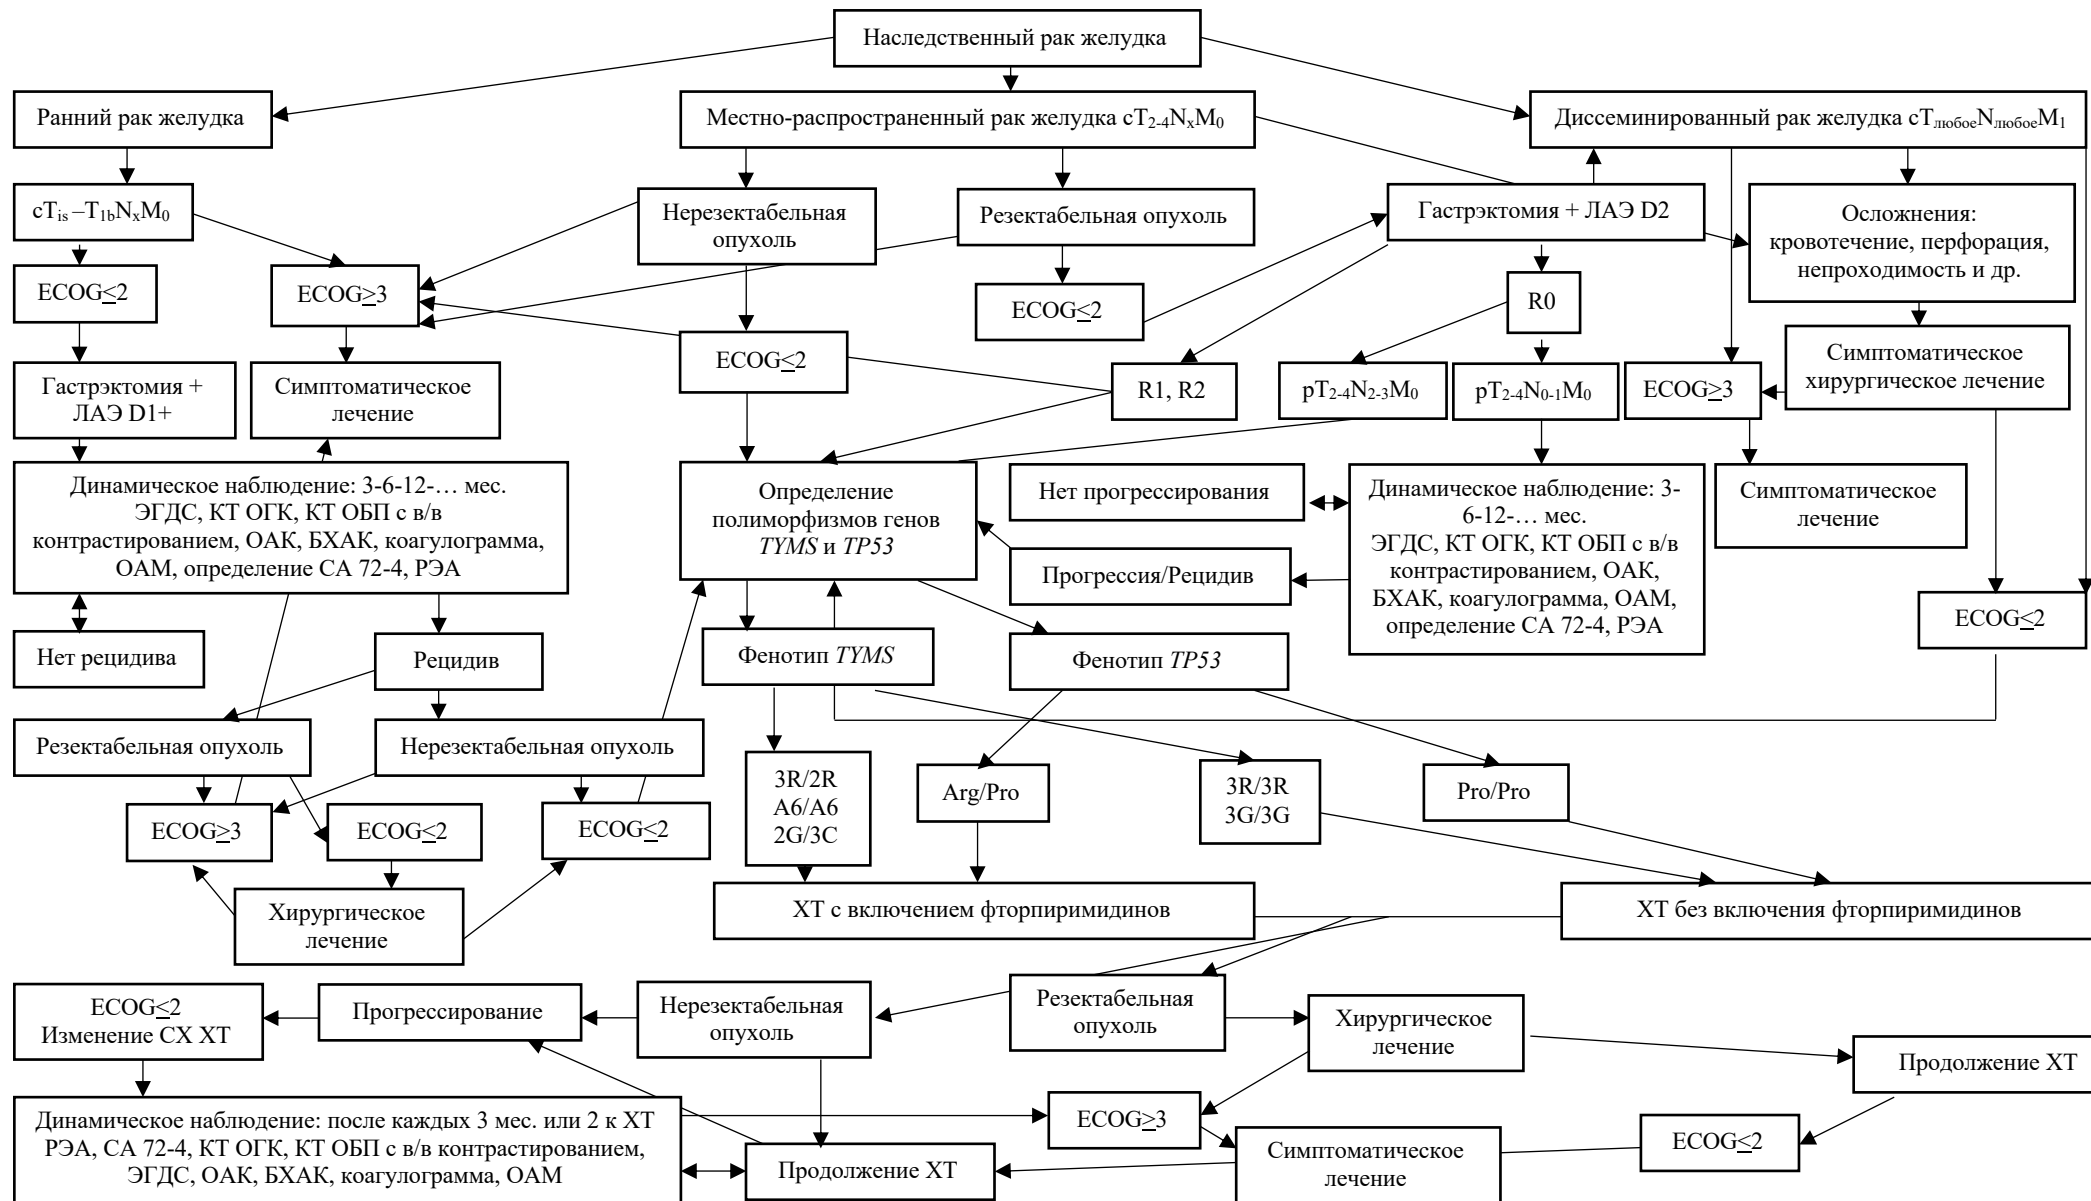 Наследственный рак желудка
Ранний рак желудка
Местно-распространенный рак желудка cT2-4NxM0
Диссеминированный рак желудка cTлюбоеNлюбоеM1
cTis –T1bNxM0
Нерезектабельная
опухоль
Резектабельная опухоль
Гастрэктомия + ЛАЭ D2
Осложнения:
кровотечение, перфорация,
непроходимость и др.
ECOG≤2
ECOG≥3
ECOG≤2
R0
ECOG≤2
Гастрэктомия +
ЛАЭ D1+
Симптоматическое
лечение
R1, R2
pT2-4N2-3M0
pT2-4N0-1M0
ECOG≥3
Симптоматическое
хирургическое лечение
Динамическое наблюдение: 3-6-12-… мес.
ЭГДС, КТ ОГК, КТ ОБП с в/в
контрастированием, ОАК, БХАК, коагулограмма,
ОАМ, определение СА 72-4, РЭА
Определение
полиморфизмов генов
TYMS и TP53
Нет прогрессирования
Прогрессия/Рецидив
Динамическое наблюдение: 3-
6-12-… мес.
ЭГДС, КТ ОГК, КТ ОБП с в/в
контрастированием, ОАК,
БХАК, коагулограмма, ОАМ,
определение СА 72-4, РЭА
Симптоматическое
лечение
ECOG≤2
Нет рецидива
Рецидив
Фенотип TYMS
Фенотип TP53
Резектабельная опухоль
Нерезектабельная опухоль
3R/2R
A6/A6
2G/3C
Arg/Pro
3R/3R
3G/3G
Pro/Pro
ECOG≥3
ECOG≤2
ECOG≤2
Хирургическое
лечение
ХТ с включением фторпиримидинов
ХТ без включения фторпиримидинов
ECOG≤2
Изменение СХ ХТ
Прогрессирование
Нерезектабельная
опухоль
Резектабельная
опухоль
Хирургическое
лечение
Продолжение ХТ
Динамическое наблюдение: после каждых 3 мес. или 2 к ХТ
РЭА, СА 72-4, КТ ОГК, КТ ОБП с в/в контрастированием,
ЭГДС, ОАК, БХАК, коагулограмма, ОАМ
Продолжение ХТ
ECOG≥3
Симптоматическое
лечение
ECOG≤2